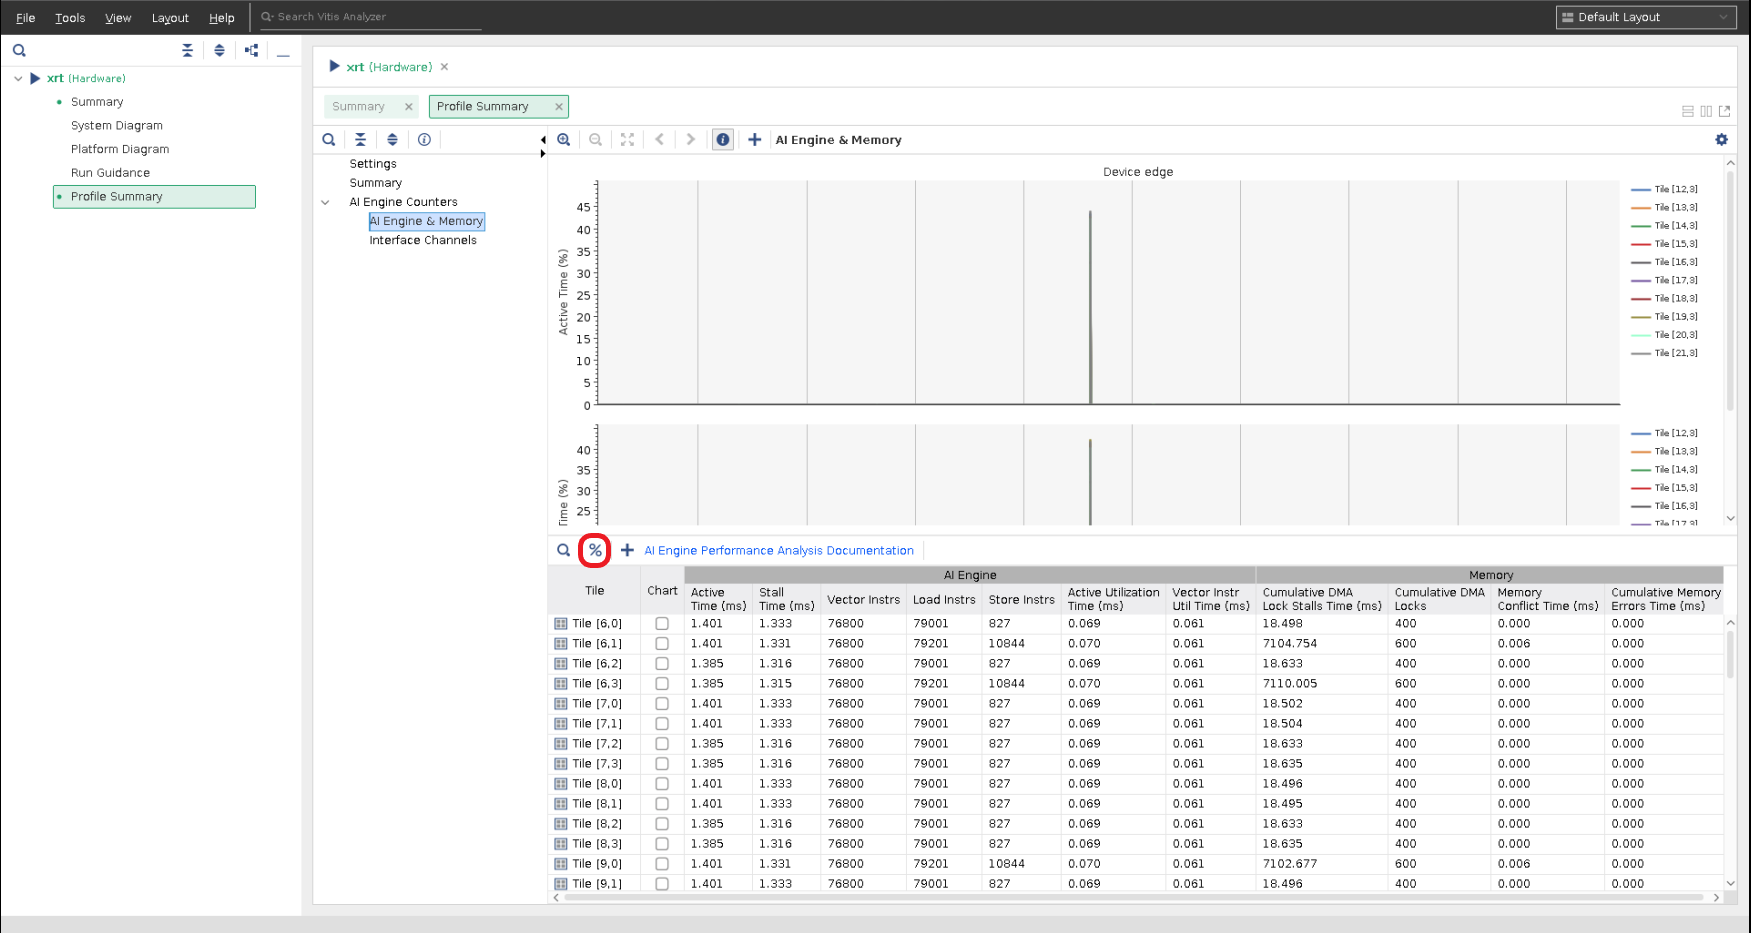 File Tools View Layout Help Search Vitis Analyzer Default Layout
xrt (Hardware)
Summary
System Diagram
Platform Diagram
Run Guidance
Profile Summary
xrt (Hardware)
Summary Profile Summary
Settings
Summary
AI Engine Counters
AI Engine & Memory
Interface Channels
AI Engine & Memory
Device edge
Active Time (%)
45
40
35
30
25
20
15
10
5
0
Tile [12,3]
Tile [13,3]
Tile [14,3]
Tile [15,3]
Tile [16,3]
Tile [17,3]
Tile [18,3]
Tile [19,3]
Tile [20,3]
Tile [21,3]
Time (%)
40
35
30
25
Tile [12,3]
Tile [13,3]
Tile [14,3]
Tile [15,3]
Tile [16,3]
Tile [17,3]
% AI Engine Performance Analysis Documentation
AI Engine Memory
Tile Chart Active Time (ms) Stall Time (ms) Vector Instrs Load Instrs Store Instrs Active Utilization Time (ms) Vector Instr Util Time (ms) Cumulative DMA Lock Stalls Time (ms) Cumulative DMA Locks Memory Conflict Time (ms) Cumulative Memory Errors Time (ms)
Tile [6,0] 1.401 1.333 76800 79001 827 0.069 0.061 18.498 400 0.000 0.000
Tile [6,1] 1.401 1.331 76800 79201 10844 0.070 0.061 7104.754 600 0.006 0.000
Tile [6,2] 1.385 1.316 76800 79001 827 0.069 0.061 18.633 400 0.000 0.000
Tile [6,3] 1.385 1.315 76800 79201 10844 0.070 0.061 7110.005 600 0.000 0.000
Tile [7,0] 1.401 1.333 76800 79001 827 0.069 0.061 18.502 400 0.000 0.000
Tile [7,1] 1.401 1.333 76800 79001 827 0.069 0.061 18.504 400 0.000 0.000
Tile [7,2] 1.385 1.316 76800 79001 827 0.069 0.061 18.633 400 0.000 0.000
Tile [7,3] 1.385 1.316 76800 79001 827 0.069 0.061 18.635 400 0.000 0.000
Tile [8,0] 1.401 1.333 76800 79001 827 0.069 0.061 18.496 400 0.000 0.000
Tile [8,1] 1.401 1.333 76800 79001 827 0.069 0.061 18.495 400 0.000 0.000
Tile [8,2] 1.385 1.316 76800 79001 827 0.069 0.061 18.633 400 0.000 0.000
Tile [8,3] 1.385 1.316 76800 79001 827 0.069 0.061 18.635 400 0.000 0.000
Tile [9,0] 1.401 1.331 76800 79201 10844 0.070 0.061 7102.677 600 0.006 0.000
Tile [9,1] 1.401 1.333 76800 79001 827 0.069 0.061 18.496 400 0.000 0.000